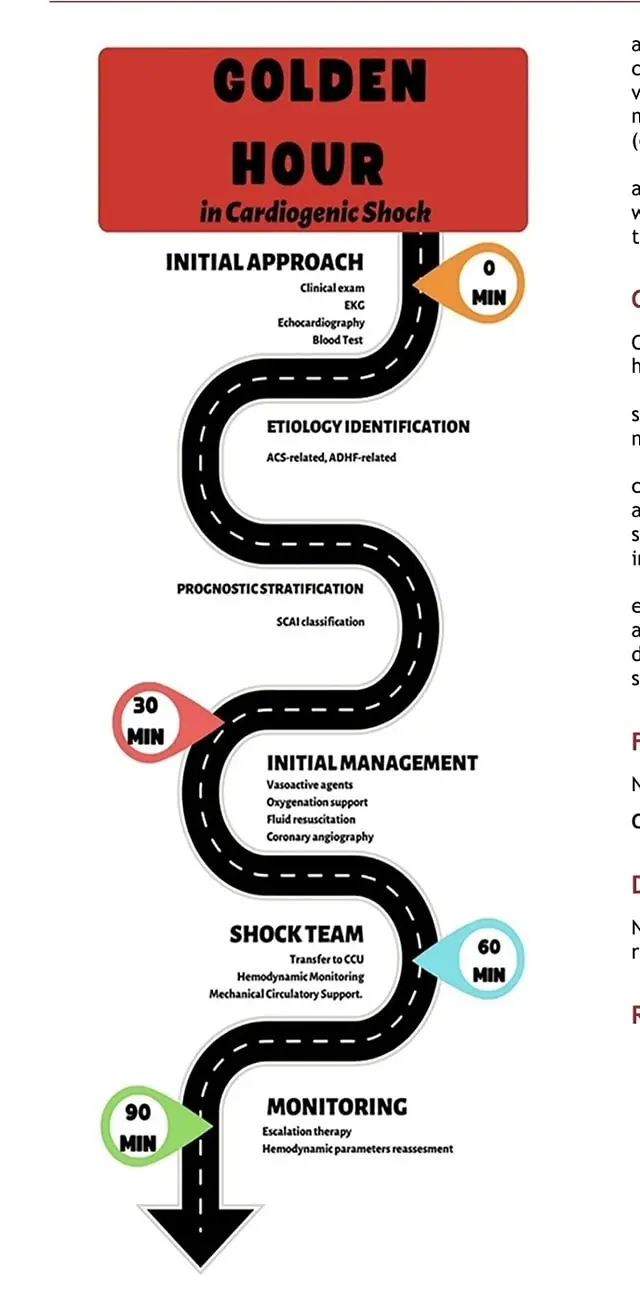 GOLDEN
HOUR
in Cardiogenic Shock
INITIAL APPROACH
Clinical exam
EKG
Echocardiography
Blood Test
0
MIN
ETIOLOGY IDENTIFICATION
ACS-related, ADHF-related
PROGNOSTIC STRATIFICATION
SCAI classification
30
MIN
INITIAL MANAGEMENT
Vasoactive agents
Oxygenation support
Fluid resuscitation
Coronary angiography
SHOCK TEAM
Transfer to CCU
Hemodynamic Monitoring
Mechanical Circulatory Support.
60
MIN
90
MIN
MONITORING
Escalation therapy
Hemodynamic parameters reassesment